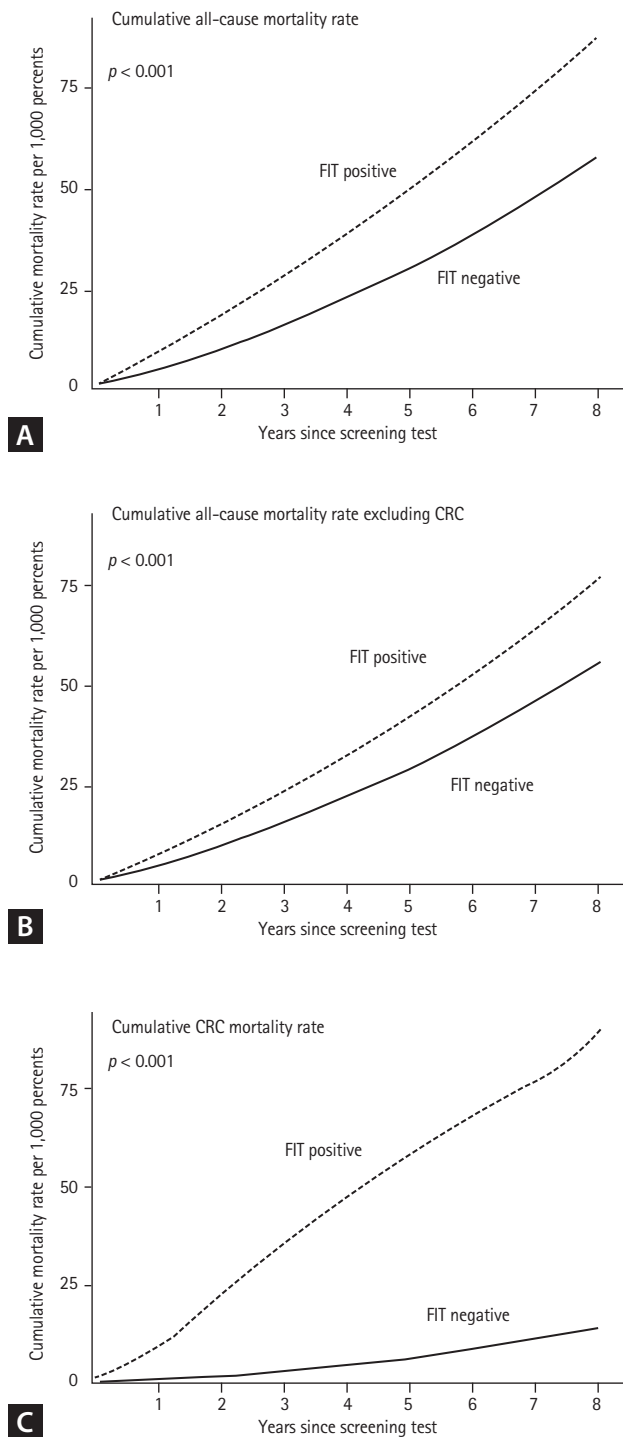 Cumulative all-cause mortality rate
p < 0.001
Cumulative mortality rate per 1,000 percents
75
50
25
0
FIT positive
FIT negative
1 2 3 4 5 6 7 8
Years since screening test
A
Cumulative all-cause mortality rate excluding CRC
p < 0.001
Cumulative mortality rate per 1,000 percents
75
50
25
0
FIT positive
FIT negative
1 2 3 4 5 6 7 8
Years since screening test
B
Cumulative CRC mortality rate
p < 0.001
Cumulative mortality rate per 1,000 percents
75
50
25
0
FIT positive
FIT negative
1 2 3 4 5 6 7 8
Years since screening test
C